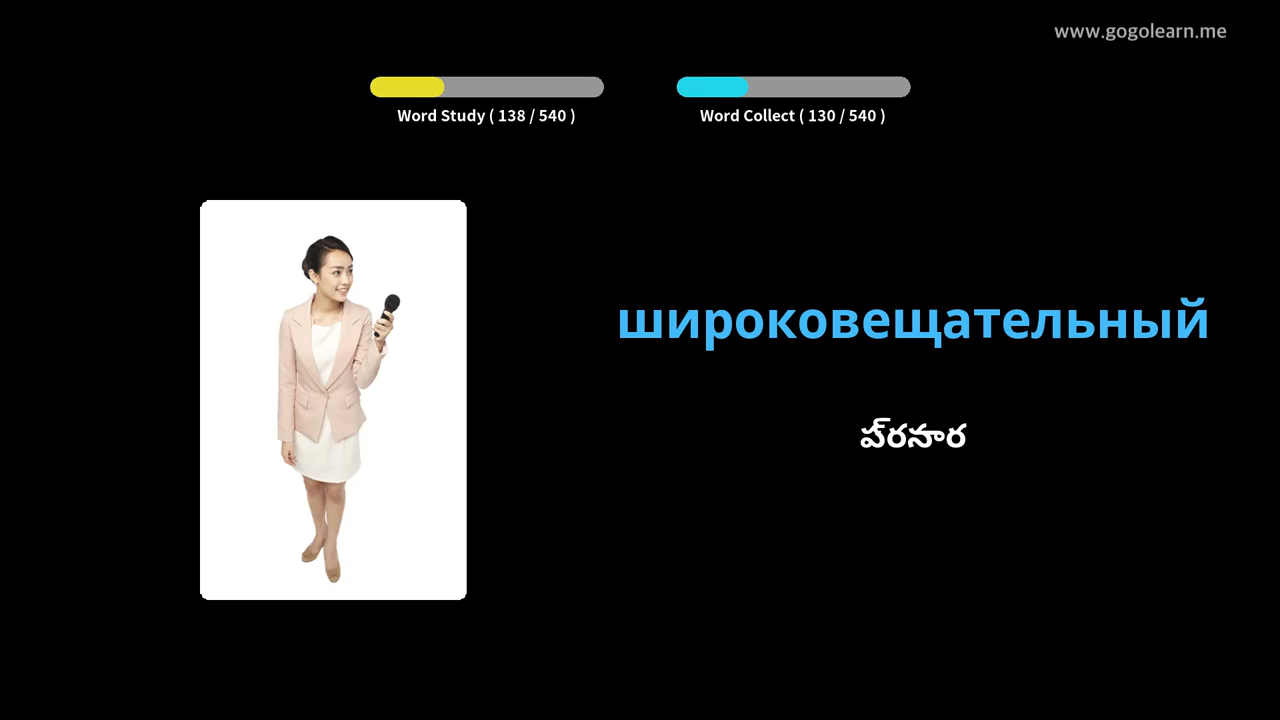 www.gogolearn.me
Word Study ( 138 / 540 )
Word Collect ( 130 / 540 )
широковещательный
ప్రసార